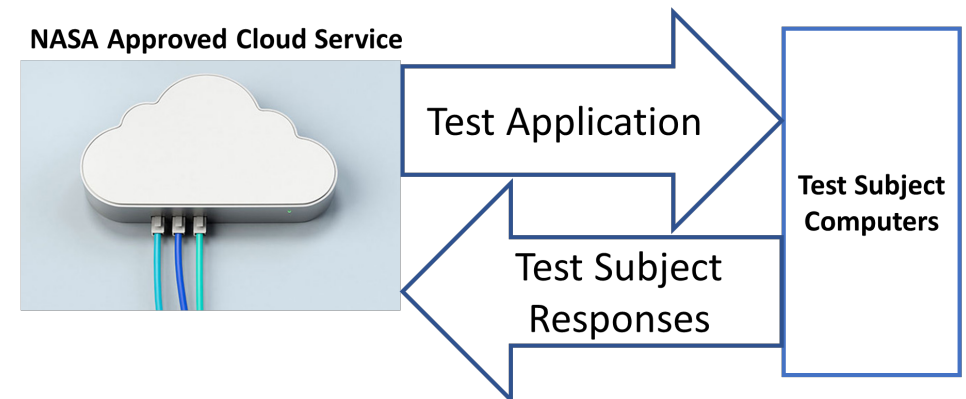 NASA Approved Cloud Service
Test Application
Test Subject
Computers
Test Subject
Responses